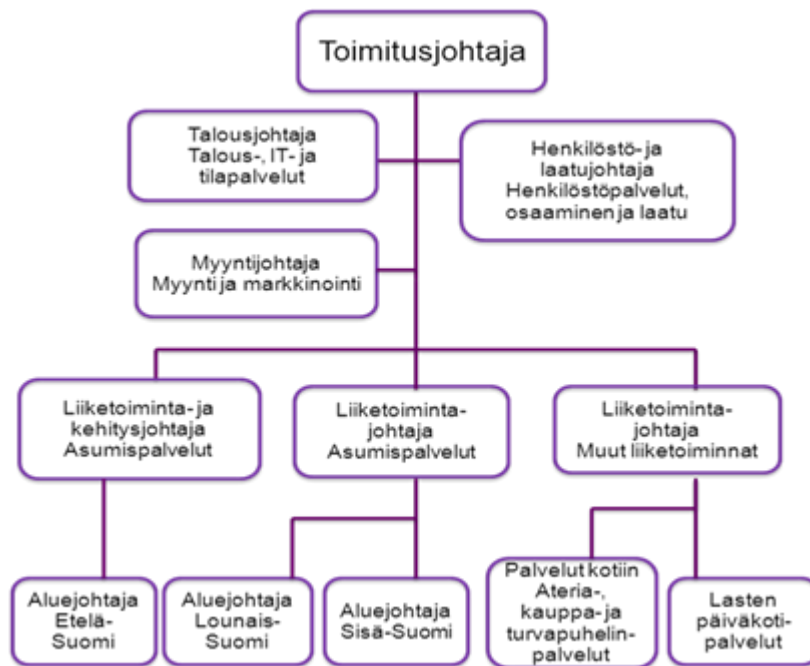 Toimitusjohtaja
Talousjohtaja
Talous-, IT- ja
tilapalvelut
Henkilöstö- ja
laatujohtaja
Henkilöstöpalvelut,
osaaminen ja laatu
Myyntijohtaja
Myynti ja markkinointi
Liiketoiminta- ja
kehitysjohtaja
Asumispalvelut
Liiketoiminta-
johtaja
Asumispalvelut
Liiketoiminta-
johtaja
Muut liiketoiminnat
Aluejohtaja
Etelä-
Suomi
Aluejohtaja
Lounais-
Suomi
Aluejohtaja
Sisä-Suomi
Palvelut kotiin
Ateria-,
kauppa- ja
turvapuhelin-
palvelut
Lasten
päiväkoti-
palvelut